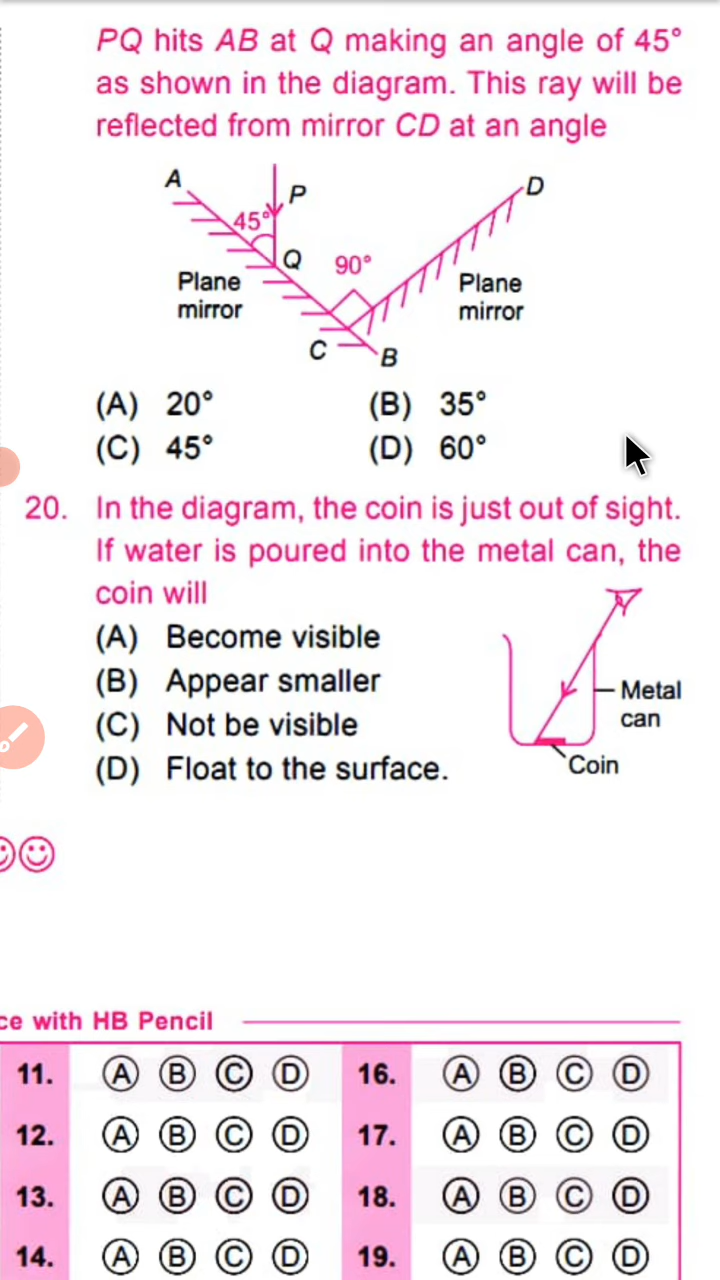 PQ hits AB at Q making an angle of 45°
as shown in the diagram. This ray will be
reflected from mirror CD at an angle
A
P
D
45°
Q
90°
Plane
mirror
Plane
mirror
C
B
(A) 20° (B) 35°
(C) 45° (D) 60°
20. In the diagram, the coin is just out of sight.
If water is poured into the metal can, the
coin will
(A) Become visible
(B) Appear smaller
(C) Not be visible
(D) Float to the surface.
Metal
can
Coin
ce with HB Pencil
11. A B C D 16. A B C D
12. A B C D 17. A B C D
13. A B C D 18. A B C D
14. A B C D 19. A B C D